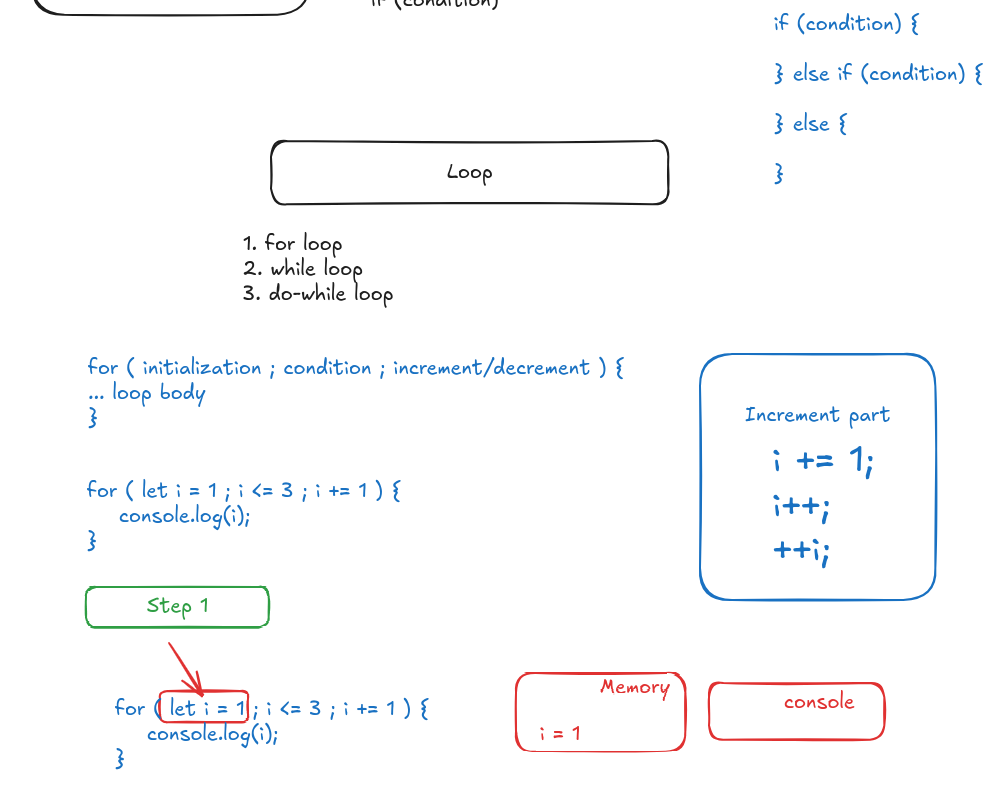 if (condition)
if (condition) {
} else if (condition) {
} else {
}
Loop
1. for loop
2. while loop
3. do-while loop
for ( initialization ; condition ; increment/decrement ) {
... loop body
}
for ( let i = 1 ; i <= 3 ; i += 1 ) {
console.log(i);
}
Increment part
i += 1;
i++;
++i;
Step 1
for ( let i = 1 ; i <= 3 ; i += 1 ) {
console.log(i);
}
Memory
i = 1
console